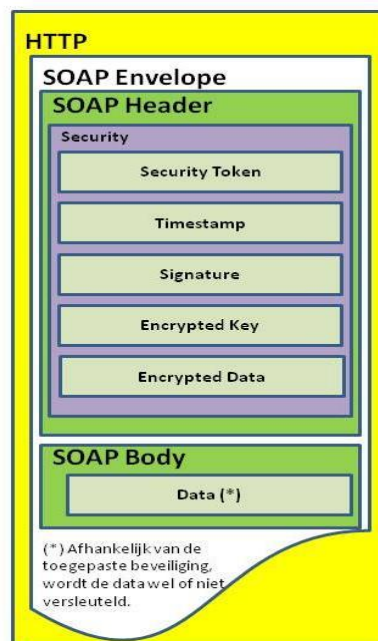 HTTP
SOAP Envelope
SOAP Header
Security
Security Token
Timestamp
Signature
Encrypted Key
Encrypted Data
SOAP Body
Data (*)
(*) Afhankelijk van de
toegepaste beveiliging,
wordt de data wel of niet
versleuteld.